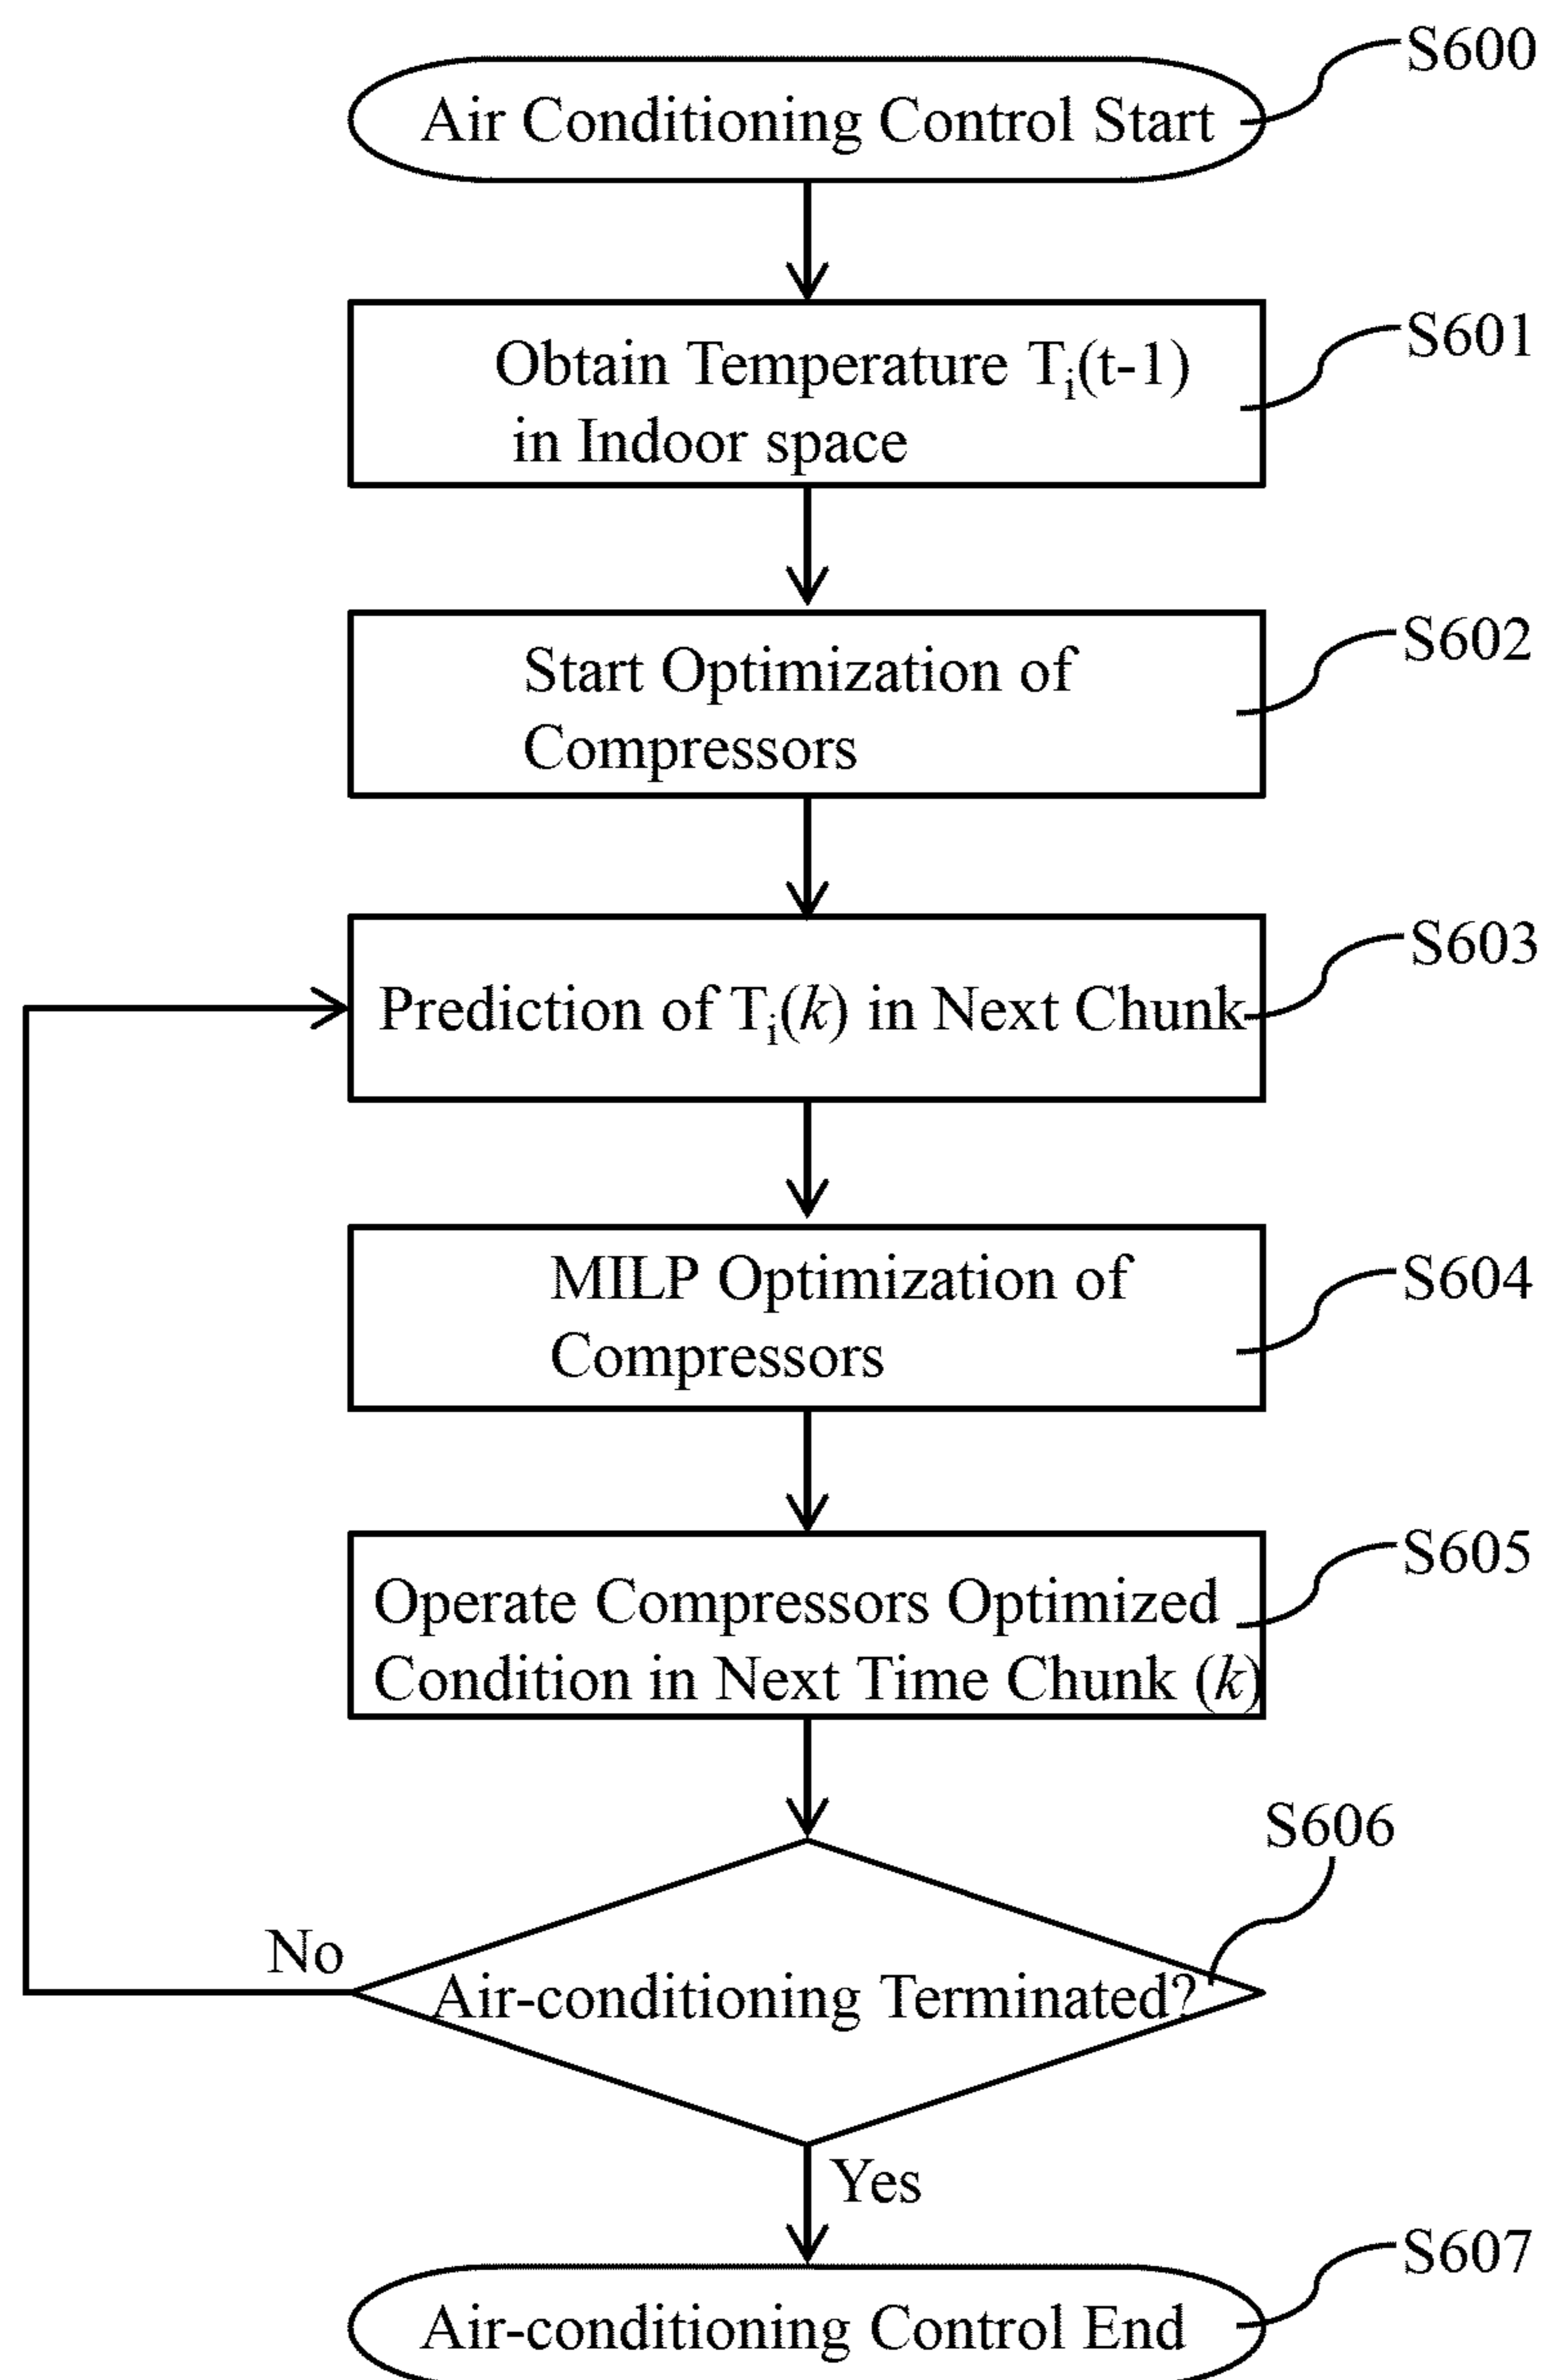 S600
Air Conditioning Control Start
S601
Obtain Temperature Tᵢ(t-1)
in Indoor space
S602
Start Optimization of
Compressors
S603
Prediction of Tᵢ(k) in Next Chunk
S604
MILP Optimization of
Compressors
S605
Operate Compressors Optimized
Condition in Next Time Chunk (k)
S606
No
Air-conditioning Terminated?
Yes
S607
Air-conditioning Control End